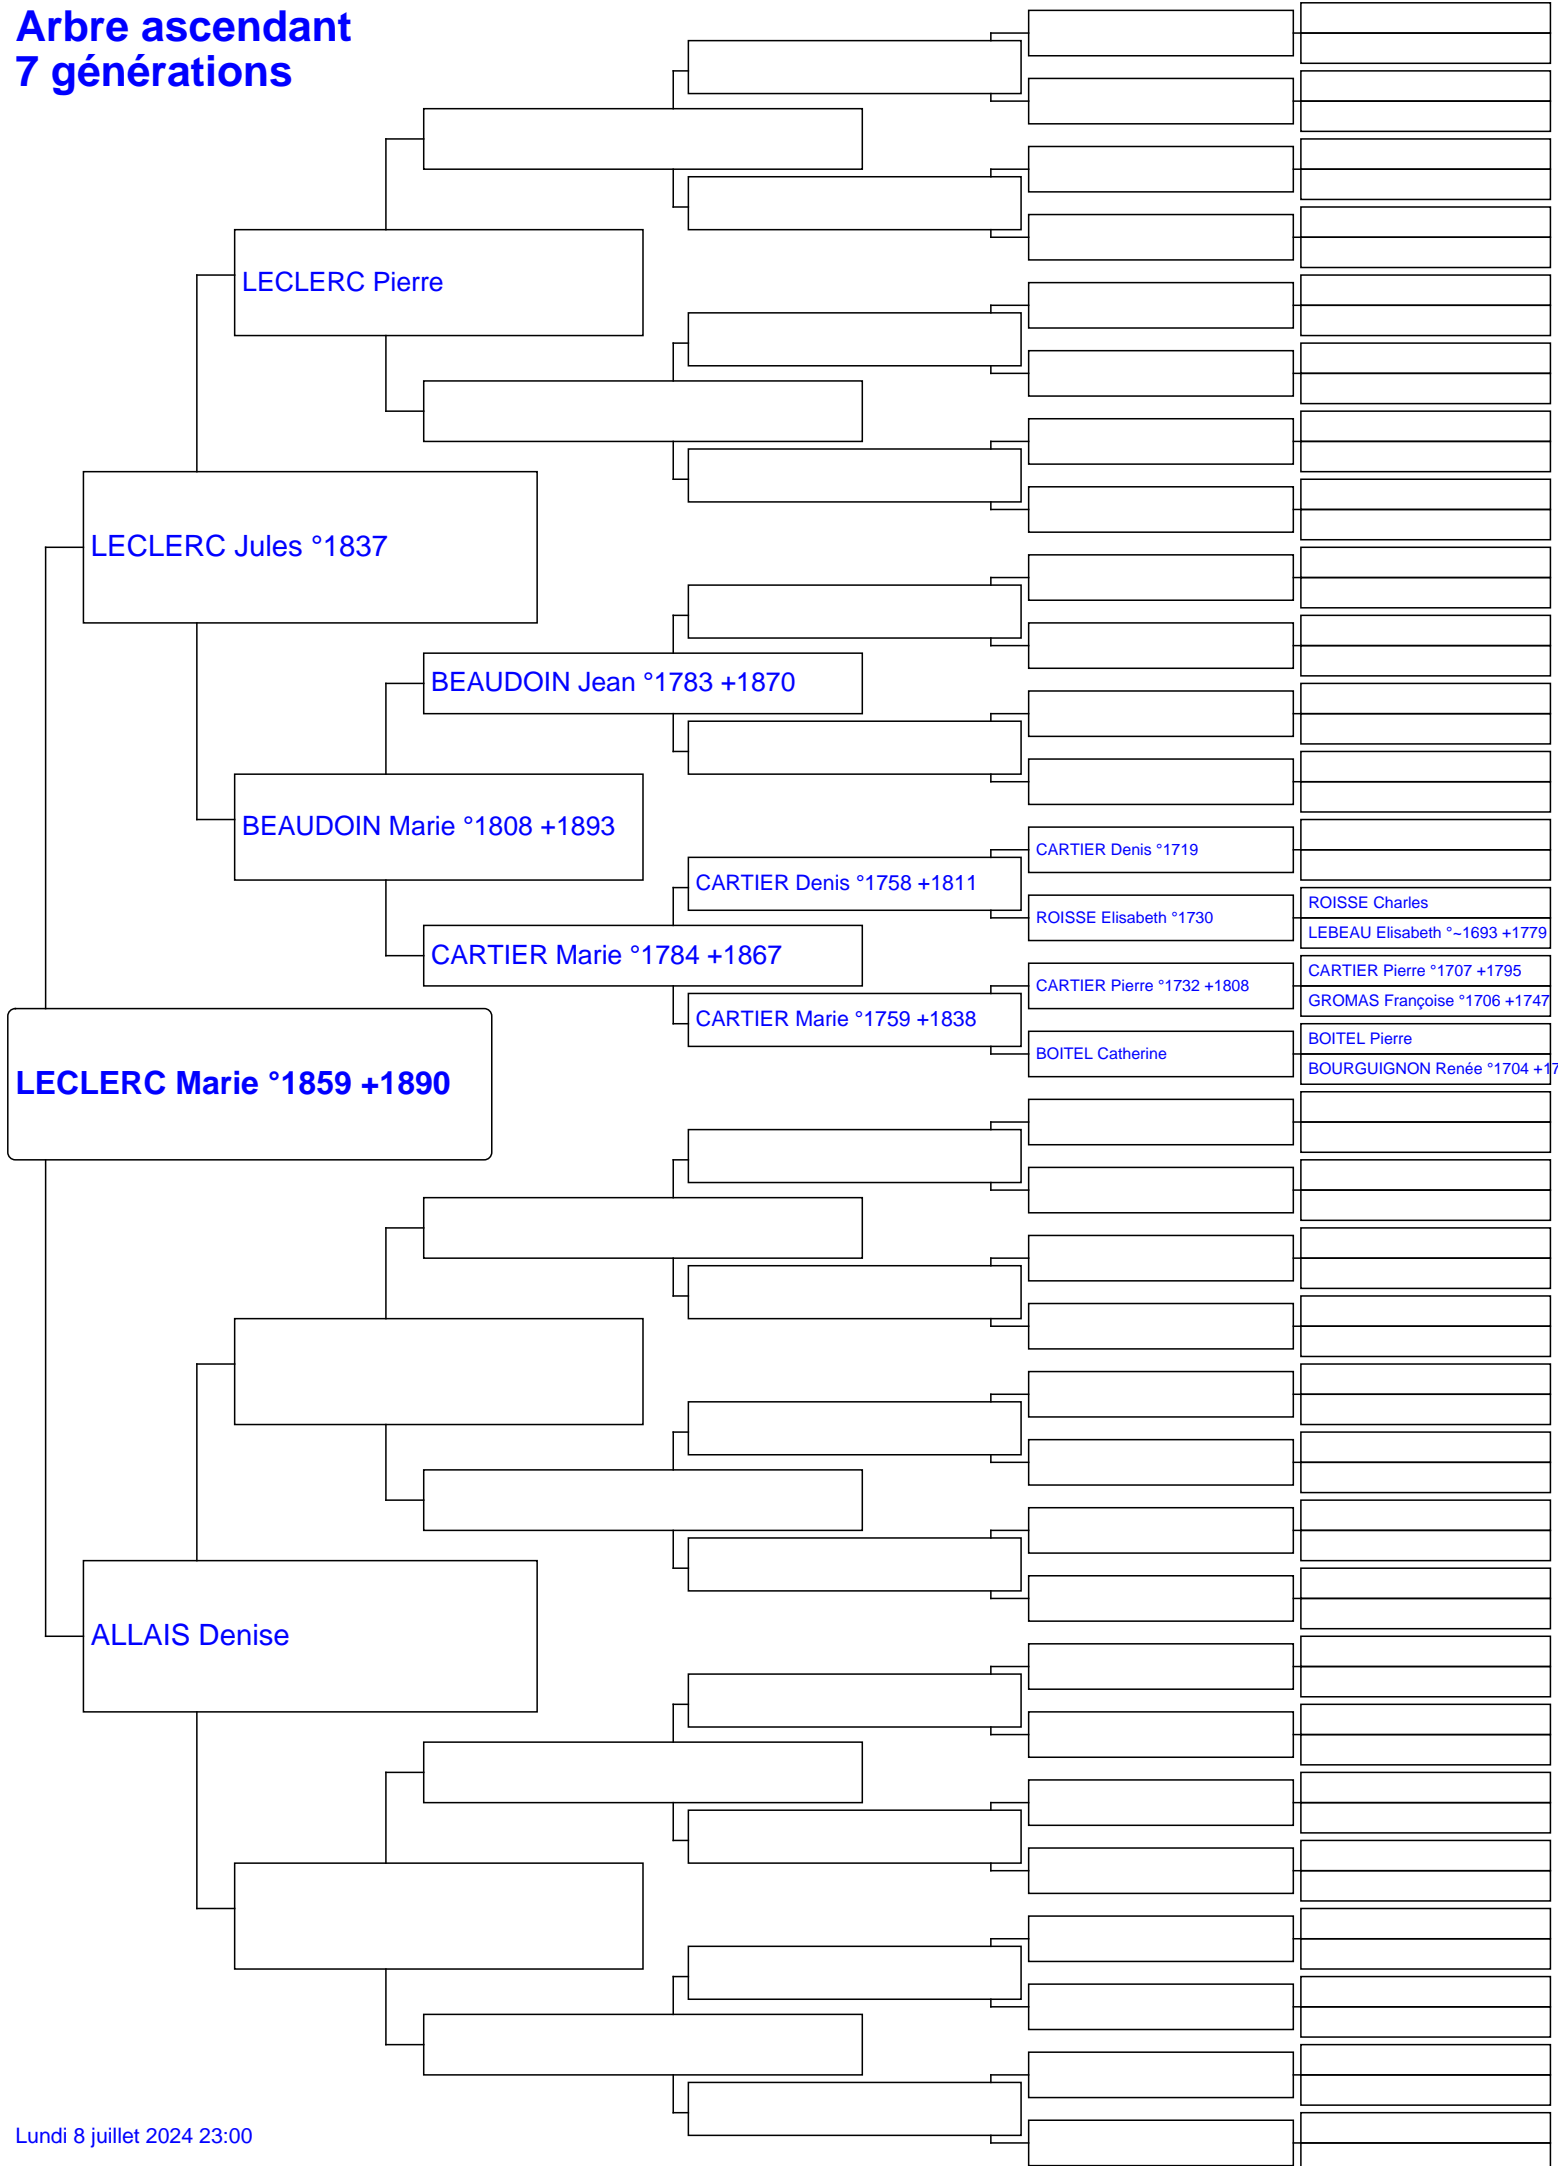 Arbre ascendant
7 générations
LECLERC Pierre
LECLERC Jules °1837
BEAUDOIN Jean °1783 +1870
BEAUDOIN Marie °1808 +1893
CARTIER Denis °1719
CARTIER Denis °1758 +1811
ROISSE Charles
ROISSE Elisabeth °1730
LEBEAU Elisabeth °~1693 +1779
CARTIER Marie °1784 +1867
CARTIER Pierre °1707 +1795
CARTIER Pierre °1732 +1808
GROMAS Françoise °1706 +1747
CARTIER Marie °1759 +1838
BOITEL Pierre
BOITEL Catherine
BOURGUIGNON Renée °1704
LECLERC Marie °1859 +1890
ALLAIS Denise
Lundi 8 juillet 2024 23:00